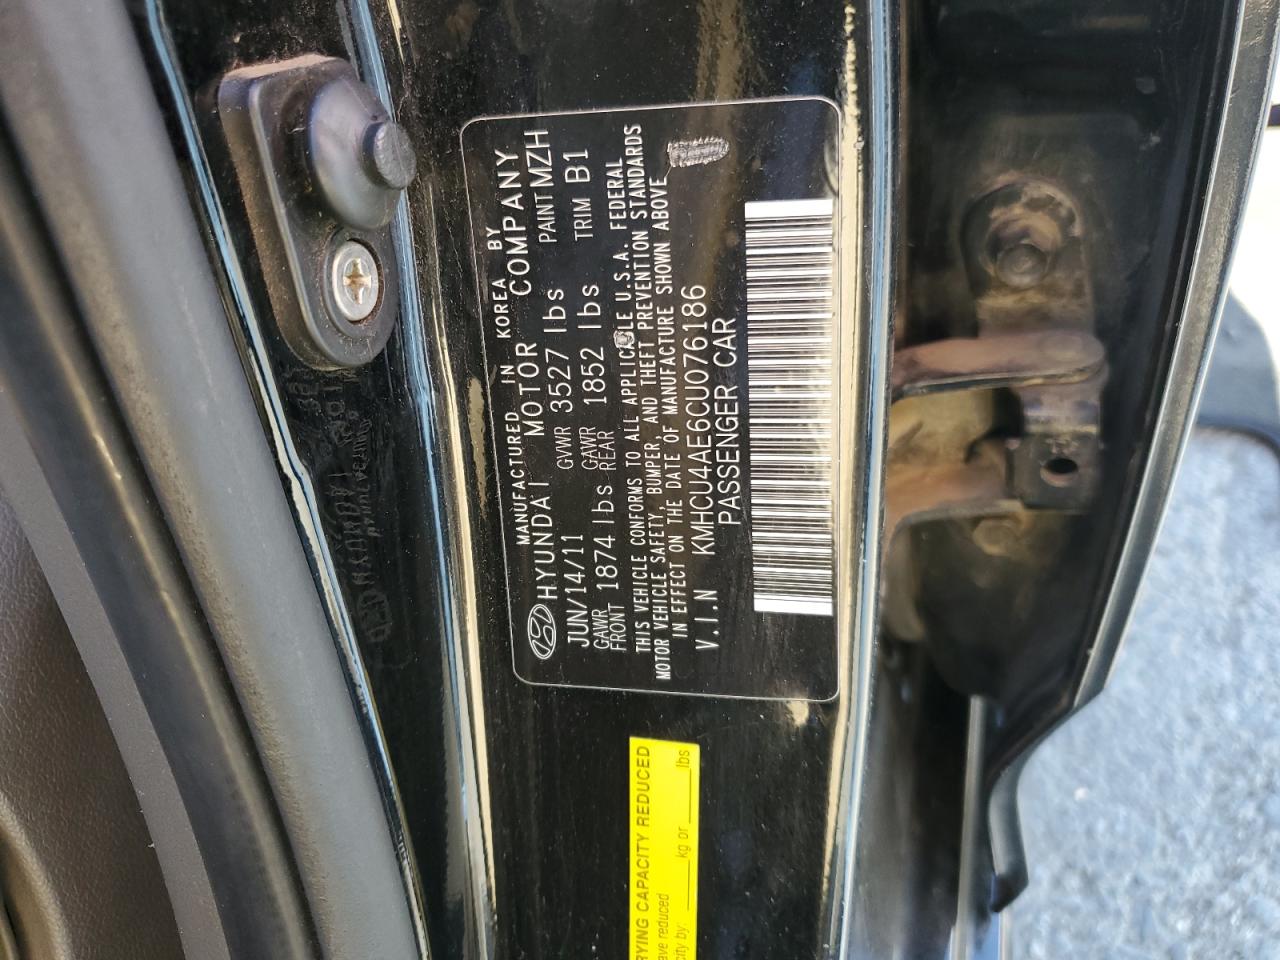 MANUFACTURED IN KOREA BY
HYUNDAI MOTOR COMPANY
JUN/14/11 GVWR 3527 lbs PAINT MZH
GAWR FRONT 1874 lbs GAWR REAR 1852 lbs TRIM B1
THIS VEHICLE CONFORMS TO ALL U.S.A. FEDERAL
MOTOR VEHICLE SAFETY, BUMPER, AND THEFT PREVENTION STANDARDS
IN EFFECT ON THE DATE OF MANUFACTURE SHOWN ABOVE
V.I.N KMHCU4AE6CU076186
PASSENGER CAR
CAPACITY REDUCED
reduced
by: kg or lbs